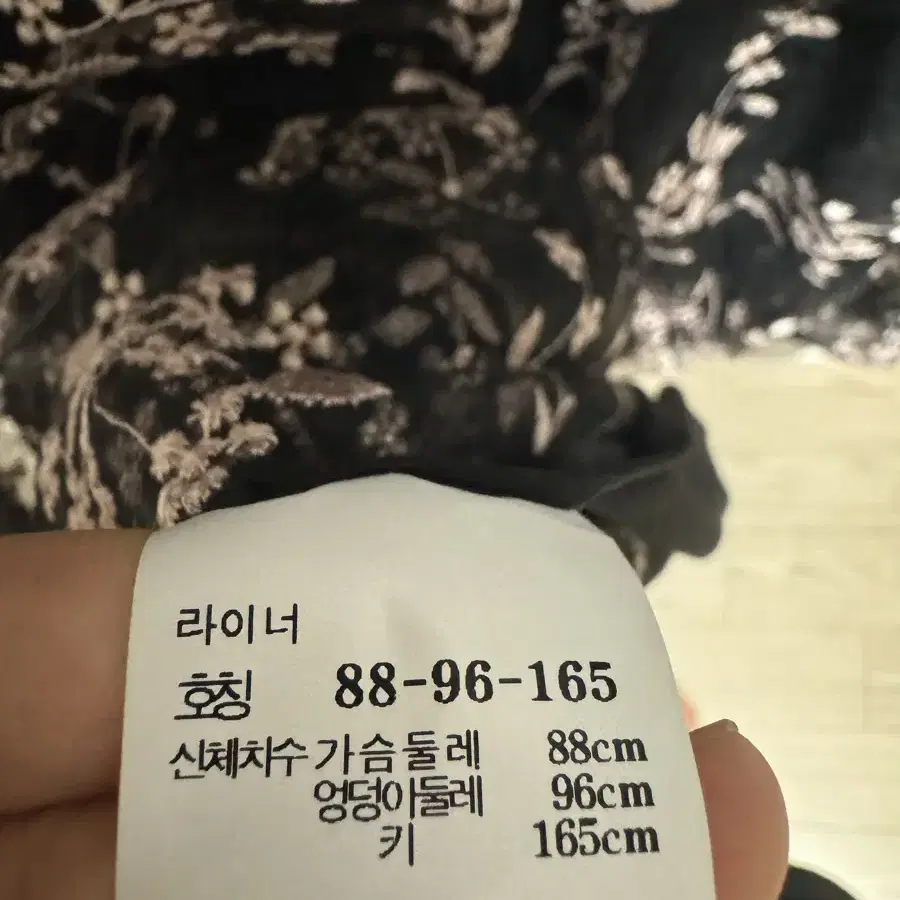 라이너
호칭 88-96-165
신체치수 가슴둘레 88cm
엉덩이둘레 96cm
키 165cm